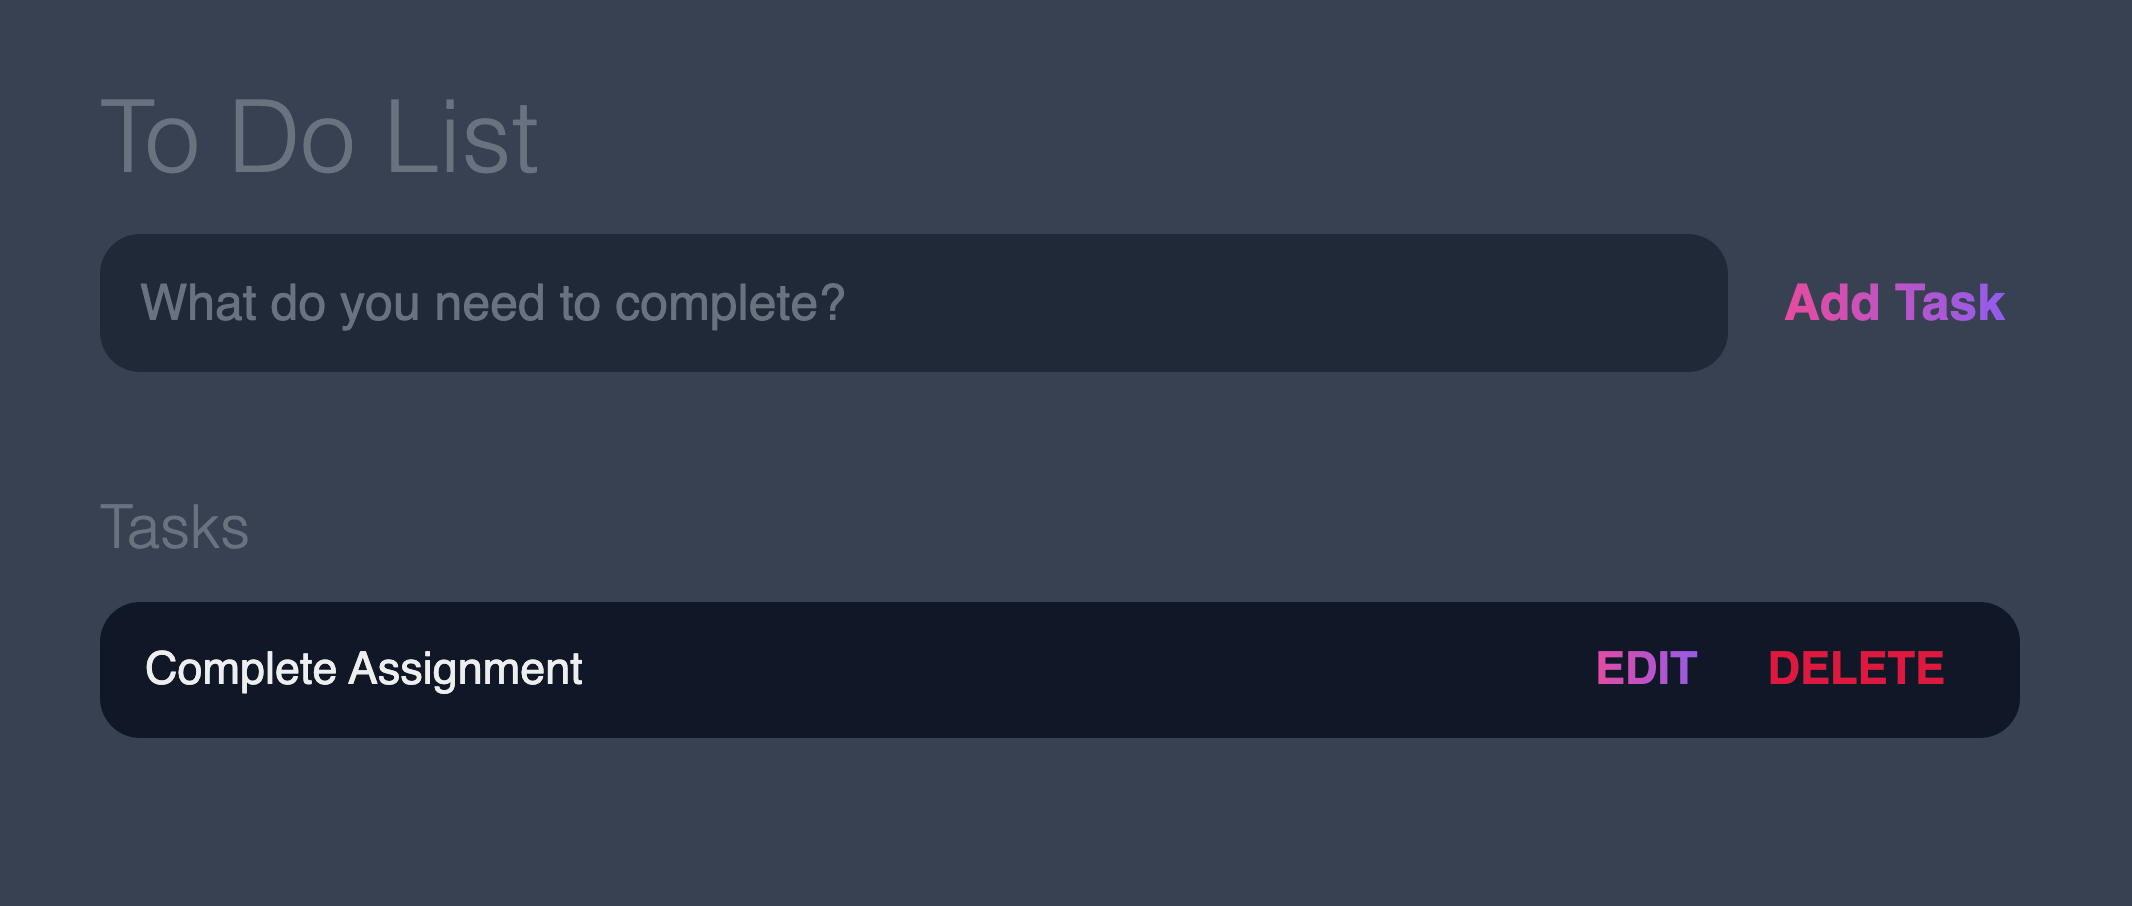 To Do List
What do you need to complete?
Add Task
Tasks
Complete Assignment
EDIT
DELETE